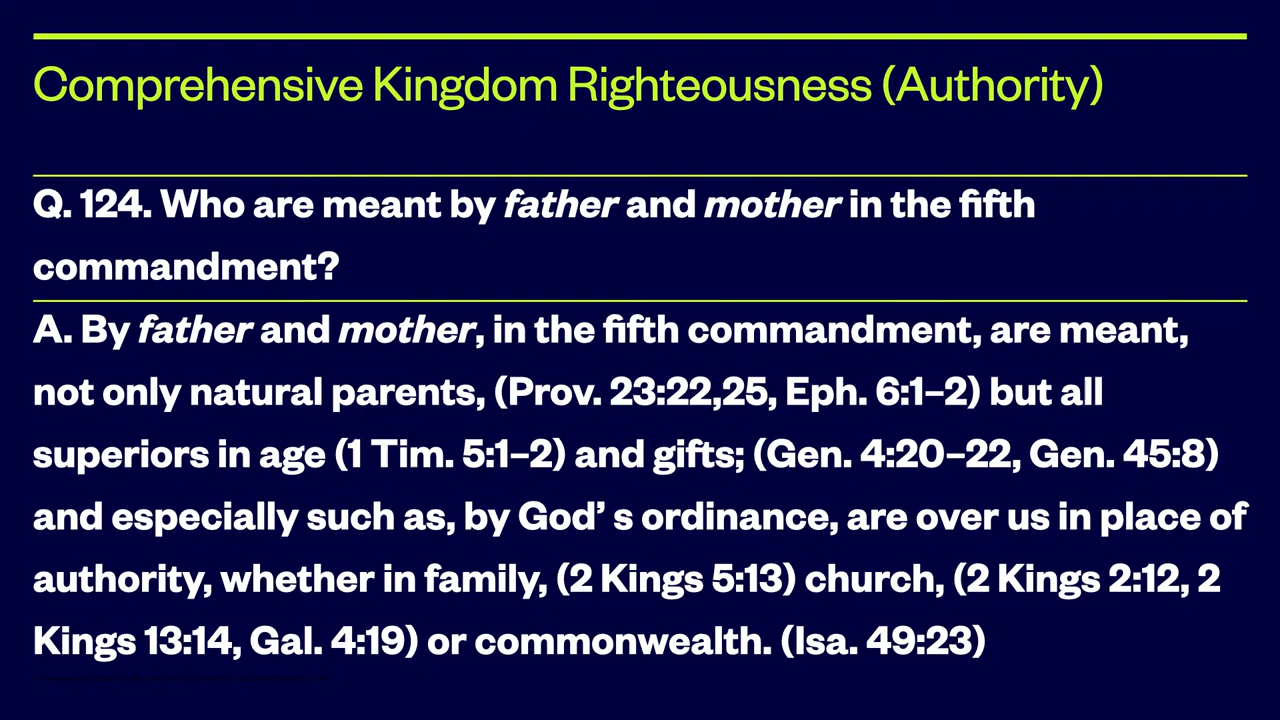 Comprehensive Kingdom Righteousness (Authority)
Q. 124. Who are meant by father and mother in the fifth
commandment?
A. By father and mother, in the fifth commandment, are meant,
not only natural parents, (Prov. 23:22,25, Eph. 6:1–2) but all
superiors in age (1 Tim. 5:1–2) and gifts; (Gen. 4:20–22, Gen. 45:8)
and especially such as, by God’ s ordinance, are over us in place of
authority, whether in family, (2 Kings 5:13) church, (2 Kings 2:12, 2
Kings 13:14, Gal. 4:19) or commonwealth. (Isa. 49:23)